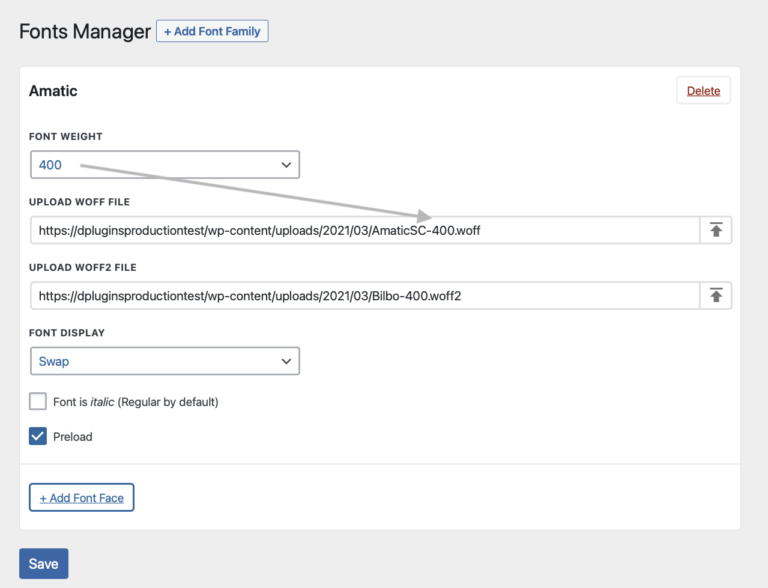 Fonts Manager + Add Font Family
Amatic Delete
FONT WEIGHT
400
UPLOAD WOFF FILE
https://dpluginsproductiontest/wp-content/uploads/2021/03/AmaticSC-400.woff
UPLOAD WOFF2 FILE
https://dpluginsproductiontest/wp-content/uploads/2021/03/Bilbo-400.woff2
FONT DISPLAY
Swap
Font is italic (Regular by default)
Preload
+ Add Font Face
Save